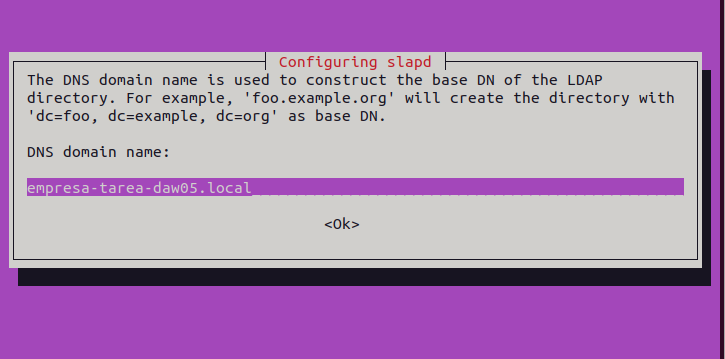 Configuring slapd
The DNS domain name is used to construct the base DN of the LDAP
directory. For example, 'foo.example.org' will create the directory with
'dc=foo, dc=example, dc=org' as base DN.
DNS domain name:
empresa-tarea-daw05.local
<Ok>